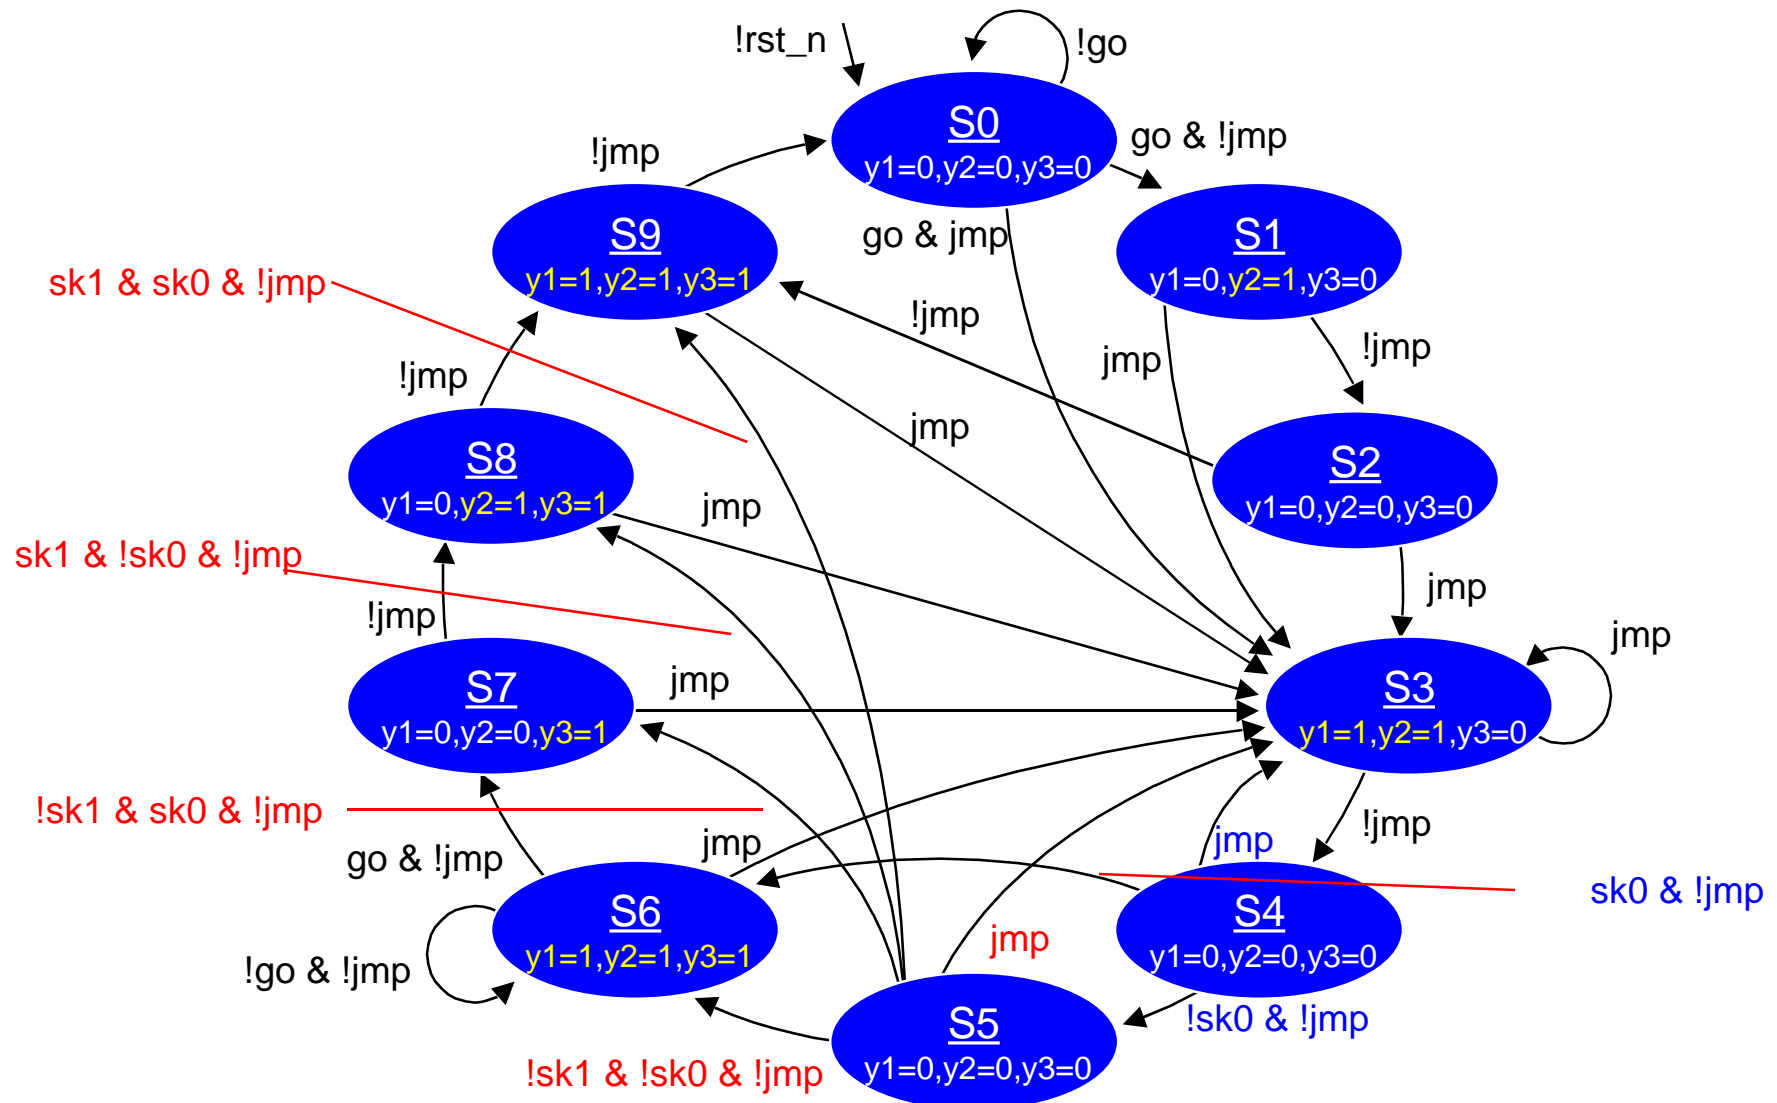 !rst_n
!go
S0
y1=0,y2=0,y3=0
go & !jmp
!jmp
go & jmp
S9
y1=1,y2=1,y3=1
S1
y1=0,y2=1,y3=0
sk1 & sk0 & !jmp
!jmp
jmp
!jmp
!jmp
jmp
S8
y1=0,y2=1,y3=1
S2
y1=0,y2=0,y3=0
jmp
sk1 & !sk0 & !jmp
!jmp
jmp
jmp
S7
y1=0,y2=0,y3=1
jmp
S3
y1=1,y2=1,y3=0
!sk1 & sk0 & !jmp
go & !jmp
jmp
jmp
!jmp
sk0 & !jmp
S6
y1=1,y2=1,y3=1
S4
y1=0,y2=0,y3=0
jmp
!go & !jmp
!sk0 & !jmp
S5
y1=0,y2=0,y3=0
!sk1 & !sk0 & !jmp